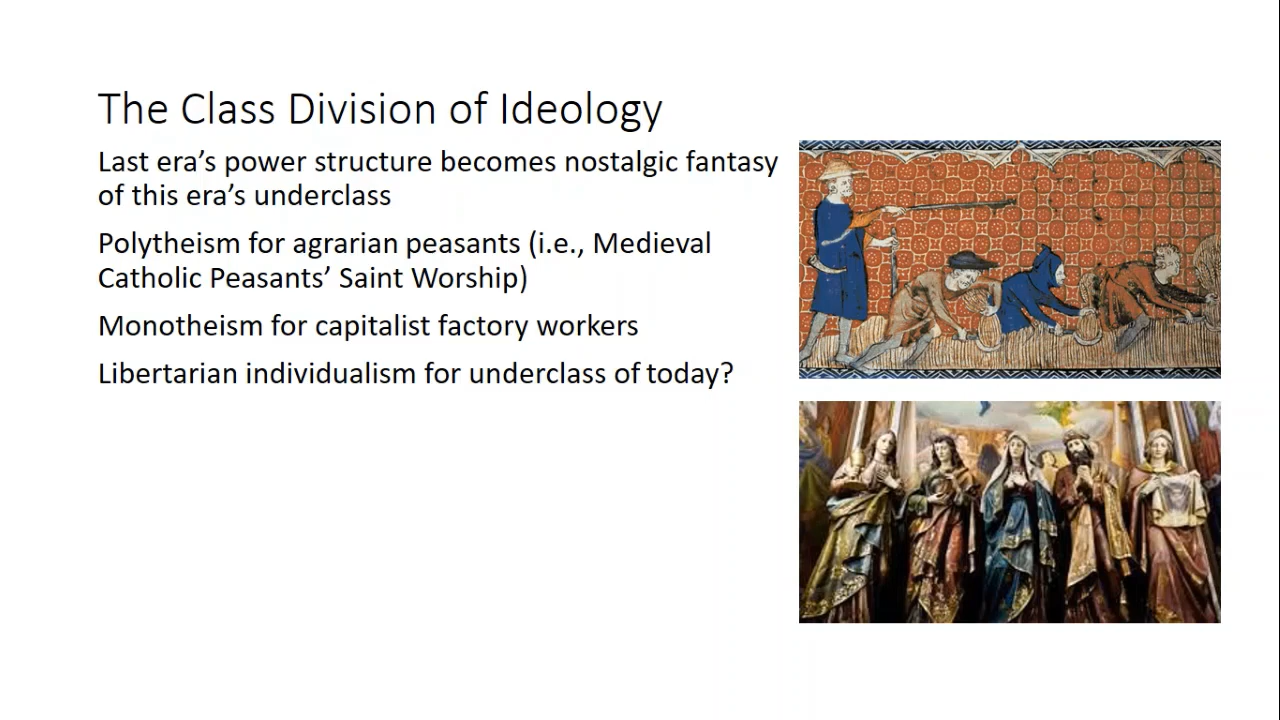 The Class Division of Ideology
Last era’s power structure becomes nostalgic fantasy
of this era’s underclass
Polytheism for agrarian peasants (i.e., Medieval
Catholic Peasants’ Saint Worship)
Monotheism for capitalist factory workers
Libertarian individualism for underclass of today?